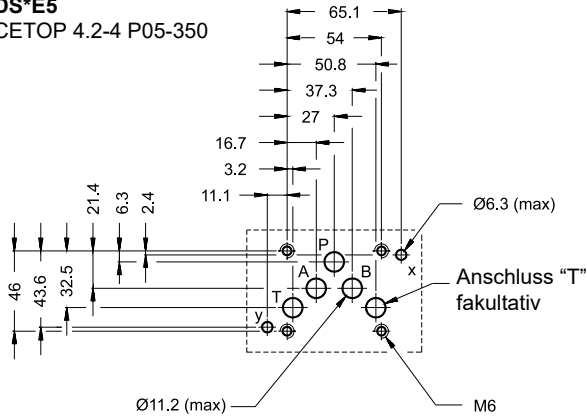 DS*E5
CETOP 4.2-4 P05-350
65.1
54
50.8
37.3
27
16.7
3.2
11.1
21.4
6.3
2.4
46
43.6
32.5
P
A
B
T
y
x
Ø6.3 (max)
Anschluss "T"
fakultativ
Ø11.2 (max)
M6